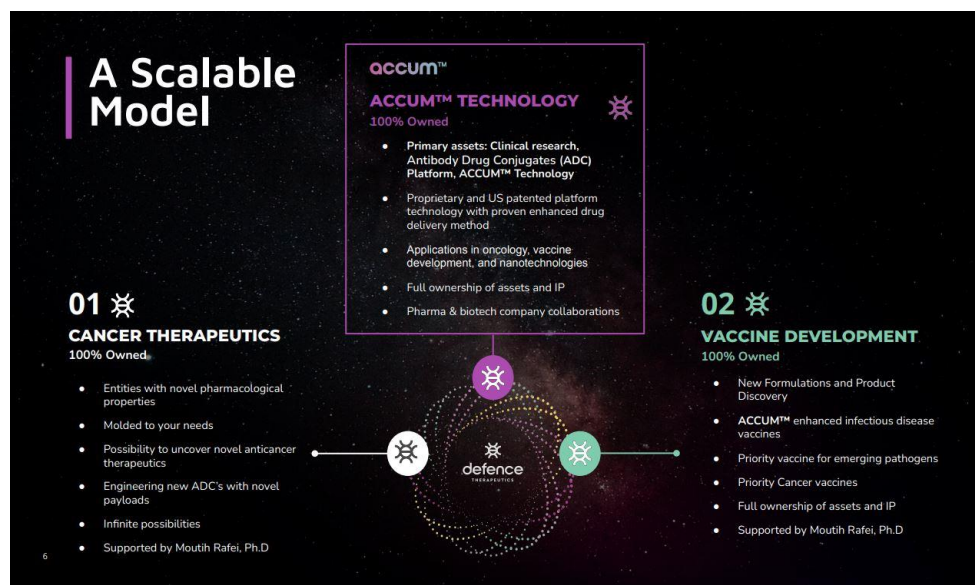 A Scalable
Model
accum™
ACCUM™ TECHNOLOGY
100% Owned
● Primary assets: Clinical research,
Antibody Drug Conjugates (ADC)
Platform, ACCUM™ Technology
● Proprietary and US patented platform
technology with proven enhanced drug
delivery method
● Applications in oncology, vaccine
development, and nanotechnologies
● Full ownership of assets and IP
● Pharma & biotech company collaborations
01
CANCER THERAPEUTICS
100% Owned
● Entities with novel pharmacological
properties
● Molded to your needs
● Possibility to uncover novel anticancer
therapeutics
● Engineering new ADC's with novel
payloads
● Infinite possibilities
● Supported by Moutih Rafei, Ph.D
defence
THERAPEUTICS
02
VACCINE DEVELOPMENT
100% Owned
● New Formulations and Product
Discovery
● ACCUM™ enhanced infectious disease
vaccines
● Priority vaccine for emerging pathogens
● Priority Cancer vaccines
● Full ownership of assets and IP
● Supported by Moutih Rafei, Ph.D
6